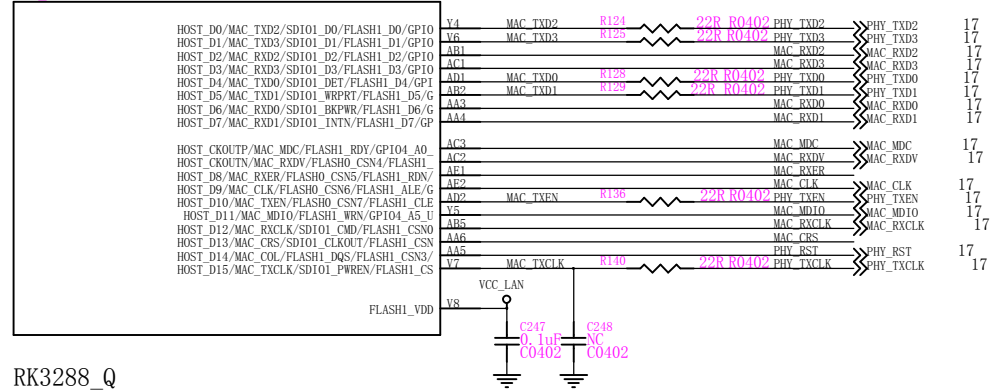 HOST_D0/MAC_TXD2/SDIO1_D0/FLASH1_D0/GPIO Y4 MAC_TXD2 R124 22R R0402 PHY_TXD2 PHY_TXD2 17
HOST_D1/MAC_TXD3/SDIO1_D1/FLASH1_D1/GPIO V6 MAC_TXD3 R125 22R R0402 PHY_TXD3 PHY_TXD3 17
HOST_D2/MAC_RXD2/SDIO1_D2/FLASH1_D2/GPIO AB1 MAC_RXD2 MAC_RXD2 17
HOST_D3/MAC_RXD3/SDIO1_D3/FLASH1_D3/GPIO AC1 MAC_RXD3 MAC_RXD3 17
HOST_D4/MAC_TXD0/SDIO1_DET/FLASH1_D4/GPI AD1 MAC_TXD0 R128 22R R0402 PHY_TXD0 PHY_TXD0 17
HOST_D5/MAC_TXD1/SDIO1_WRPRT/FLASH1_D5/G AB2 MAC_TXD1 R129 22R R0402 PHY_TXD1 PHY_TXD1 17
HOST_D6/MAC_RXD0/SDIO1_BKPWR/FLASH1_D6/G AA3 MAC_RXD0 MAC_RXD0 17
HOST_D7/MAC_RXD1/SDIO1_INTN/FLASH1_D7/GP AA4 MAC_RXD1 MAC_RXD1 17
HOST_CKOUTP/MAC_MDC/FLASH1_RDY/GPIO4_A0_ AC3 MAC_MDC MAC_MDC 17
HOST_CKOUTN/MAC_RXDV/FLASH0_CSN4/FLASH1_ AC2 MAC_RXDV MAC_RXDV 17
HOST_D8/MAC_RXER/FLASH0_CSN5/FLASH1_RDN/ AE1 MAC_RXER
HOST_D9/MAC_CLK/FLASH0_CSN6/FLASH1_ALE/G AE2 MAC_CLK MAC_CLK 17
HOST_D10/MAC_TXEN/FLASH0_CSN7/FLASH1_CLE AD2 MAC_TXEN R136 22R R0402 PHY_TXEN PHY_TXEN 17
HOST_D11/MAC_MDIO/FLASH1_WRN/GPIO4_A5_U Y5 MAC_MDIO MAC_MDIO 17
HOST_D12/MAC_RXCLK/SDIO1_CMD/FLASH1_CSN0 AB5 MAC_RXCLK MAC_RXCLK 17
HOST_D13/MAC_CRS/SDIO1_CLKOUT/FLASH1_CSN AA6 MAC_CRS
HOST_D14/MAC_COL/FLASH1_DQS/FLASH1_CSN3/ AA5 PHY_RST PHY_RST 17
HOST_D15/MAC_TXCLK/SDIO1_PWREN/FLASH1_CS V7 MAC_TXCLK R140 22R R0402 PHY_TXCLK PHY_TXCLK 17
VCC_LAN
FLASH1_VDD V8
C247 C248
0.1uF NC
C0402 C0402
RK3288_Q